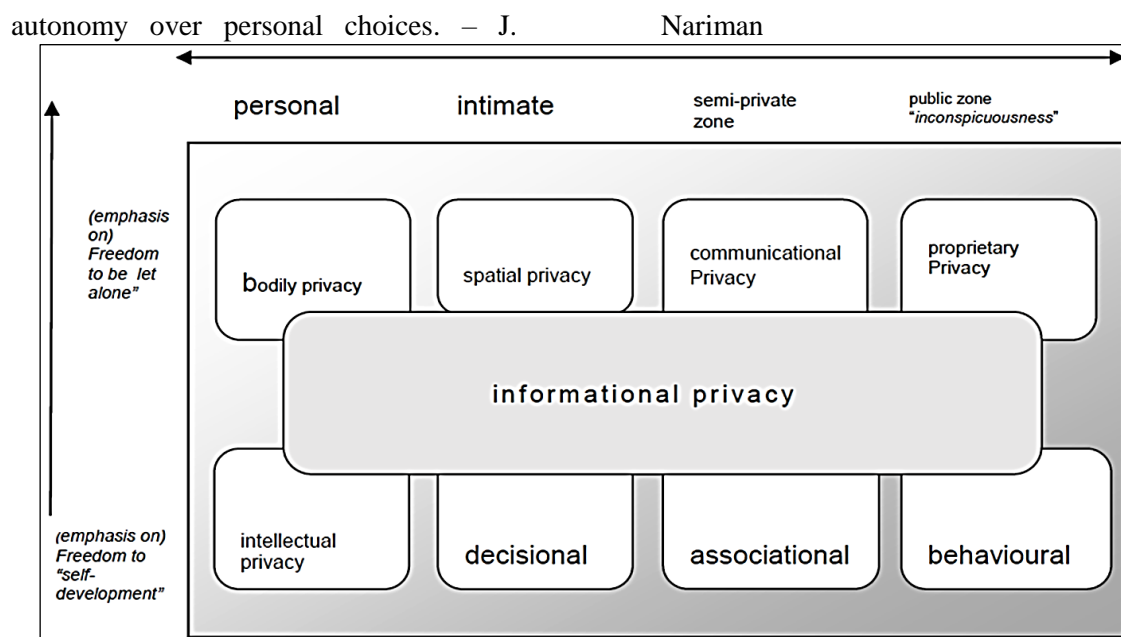 autonomy over personal choices. – J. Nariman
personal
intimate
semi-private
zone
public zone
"inconspicuousness"
(emphasis
on)
Freedom
to be let
alone"
bodily privacy
spatial privacy
communicational
Privacy
proprietary
Privacy
informational privacy
(emphasis on)
Freedom to
"self-
development"
intellectual
privacy
decisional
associational
behavioural